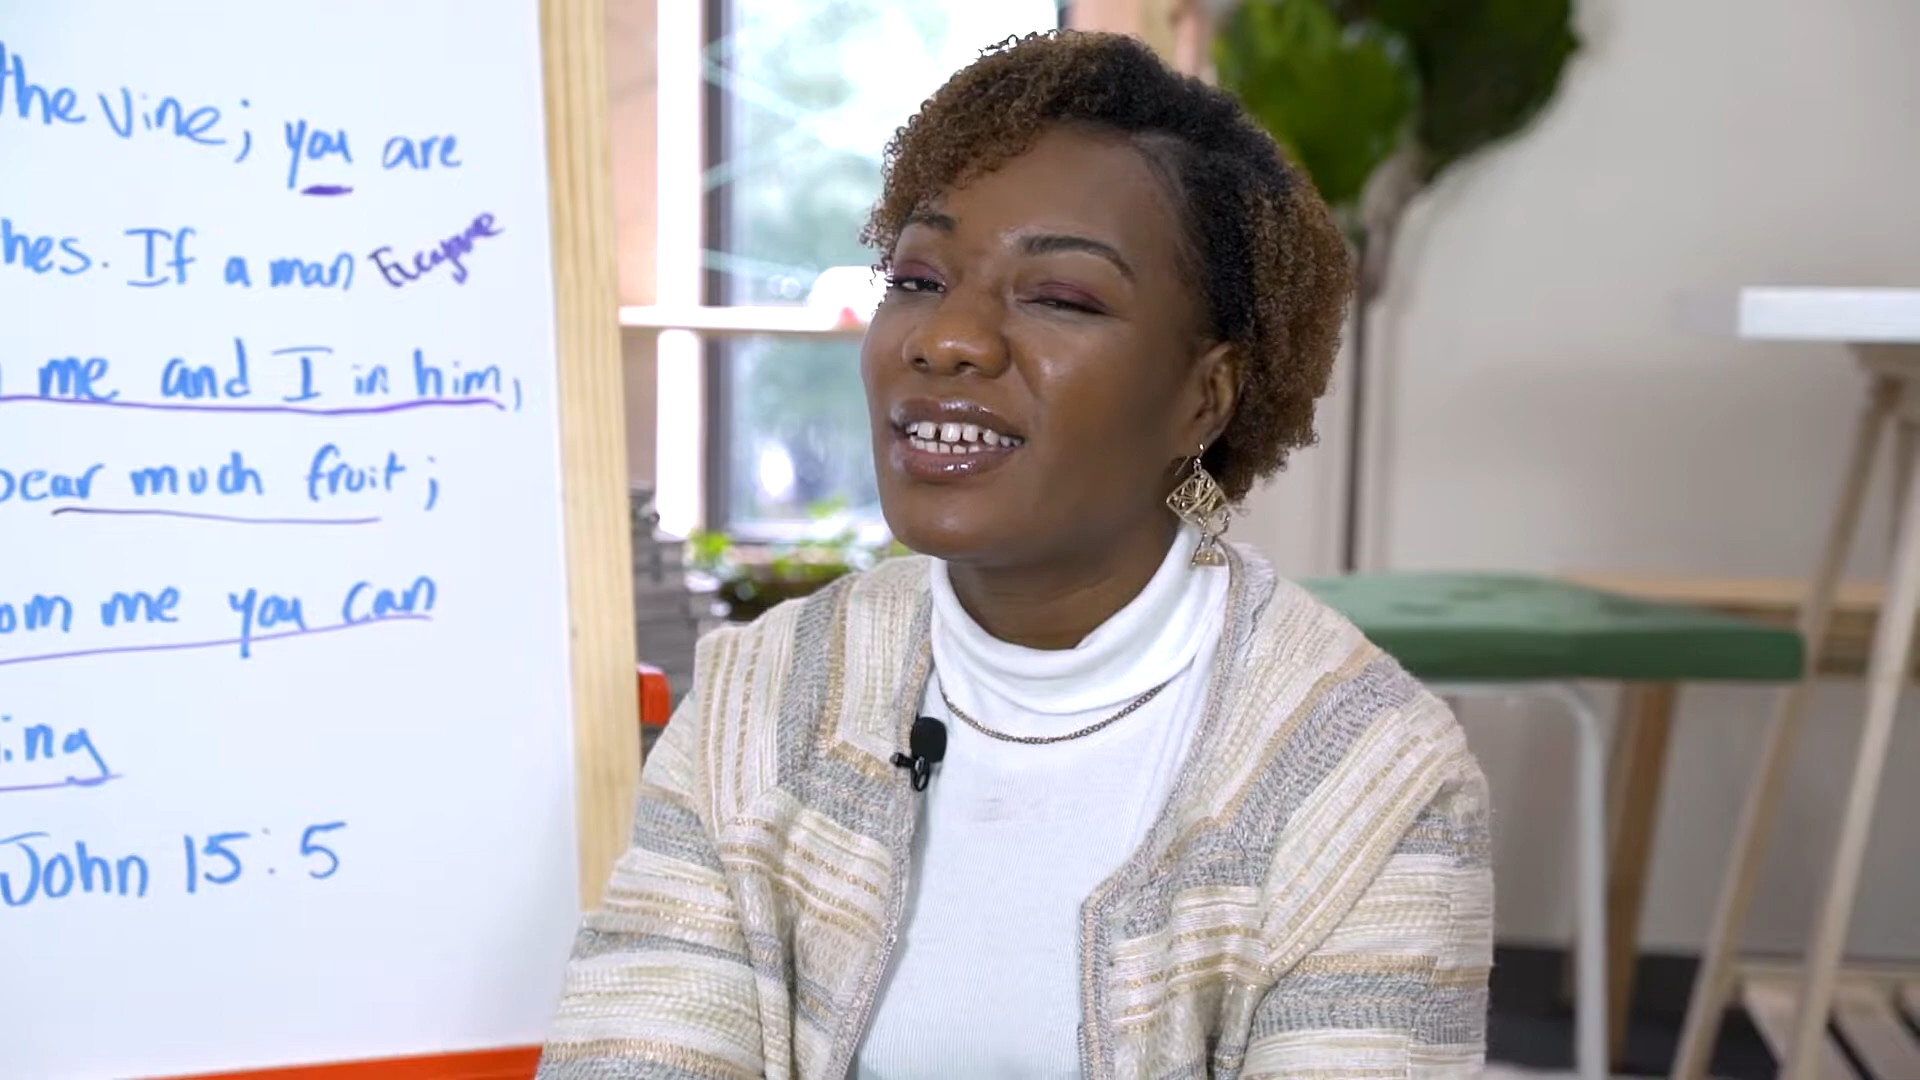 the vine; you are
hes. If a man Everyone
me and I in him,
bear much fruit;
om me you can
ing
John 15:5